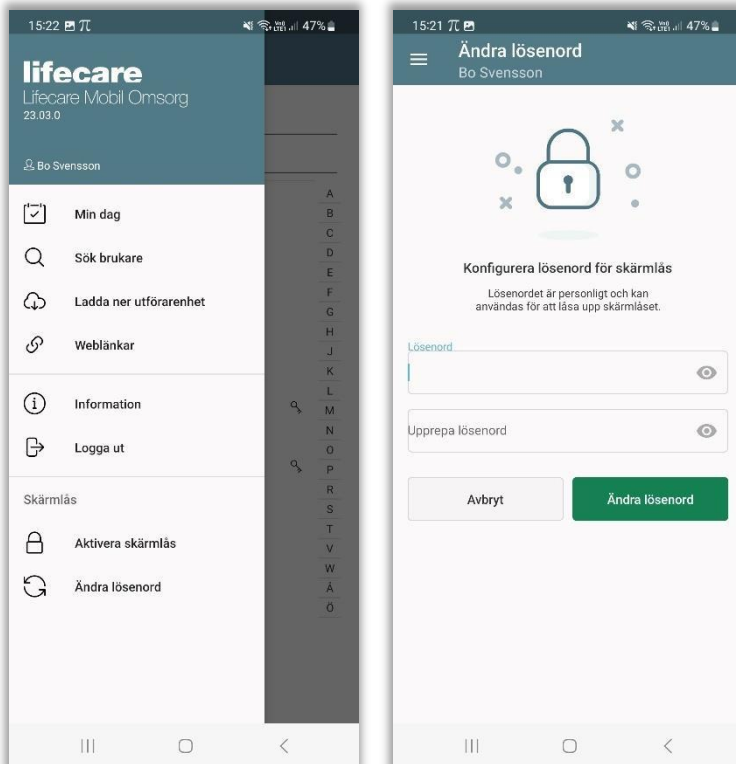 15:22
47%
lifecare
Lifecare Mobil Omsorg
23.03.0
Bo Svensson
Min dag
Sök brukare
Ladda ner utförarenhet
Weblänkar
Information
Logga ut
Skärmlås
Aktivera skärmlås
Ändra lösenord
A
B
C
D
E
F
G
H
J
K
L
M
N
O
P
R
S
T
V
W
Å
Ö
15:21
47%
Ändra lösenord
Bo Svensson
Konfigurera lösenord för skärmlås
Lösenordet är personligt och kan
användas för att låsa upp skärmlåset.
Lösenord
Upprepa lösenord
Avbryt
Ändra lösenord